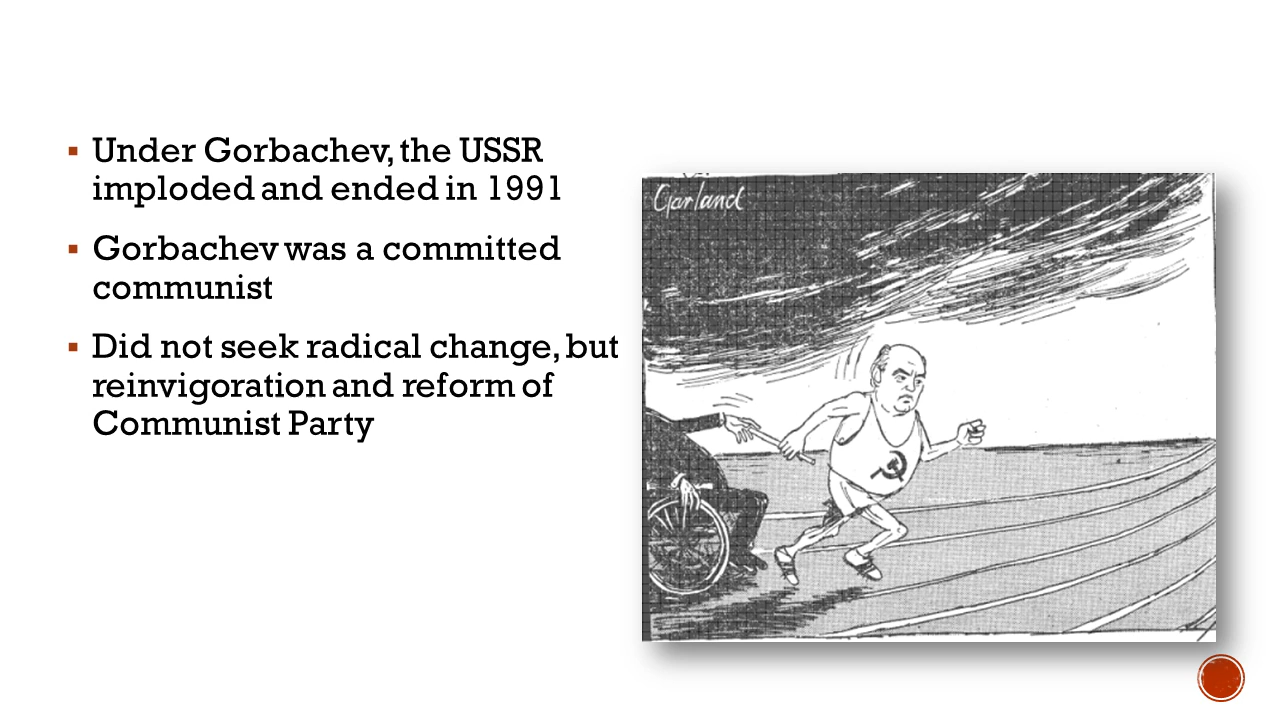 ▪ Under Gorbachev, the USSR
imploded and ended in 1991
▪ Gorbachev was a committed
communist
▪ Did not seek radical change, but
reinvigoration and reform of
Communist Party
Garland